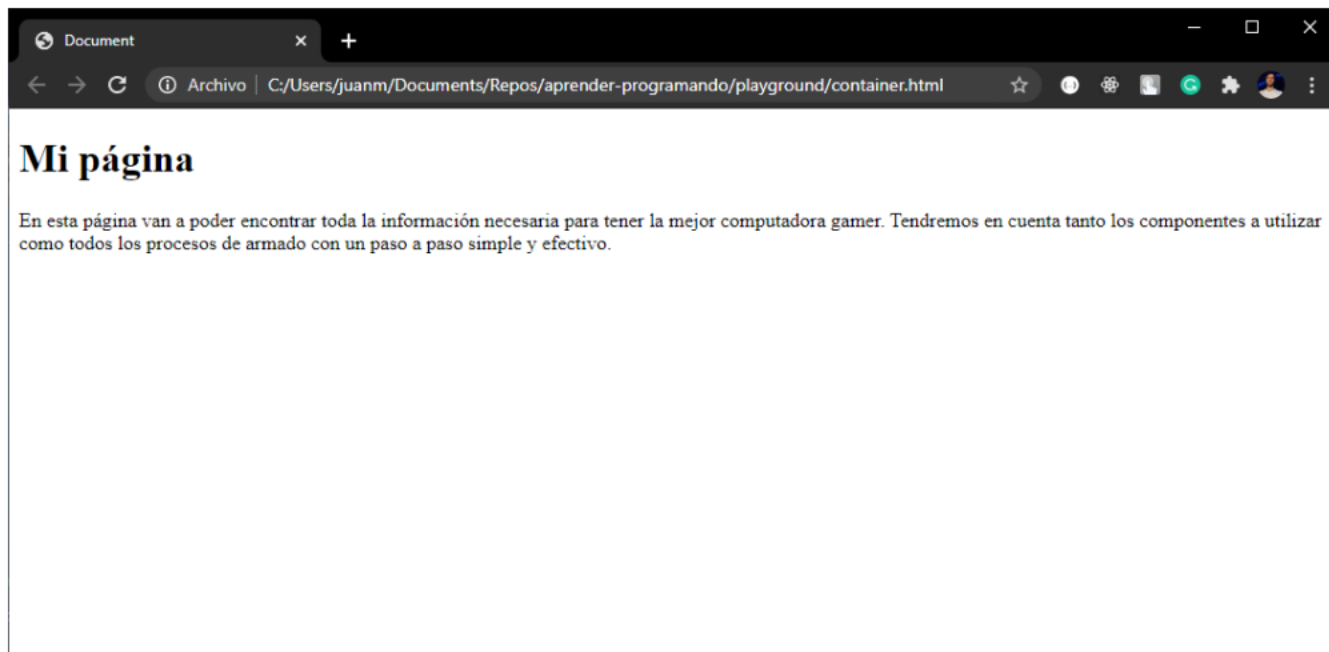 Document
Archivo C:/Users/juanm/Documents/Repos/aprender-programando/playground/container.html
Mi página
En esta página van a poder encontrar toda la información necesaria para tener la mejor computadora gamer. Tendremos en cuenta tanto los componentes a utilizar
como todos los procesos de armado con un paso a paso simple y efectivo.